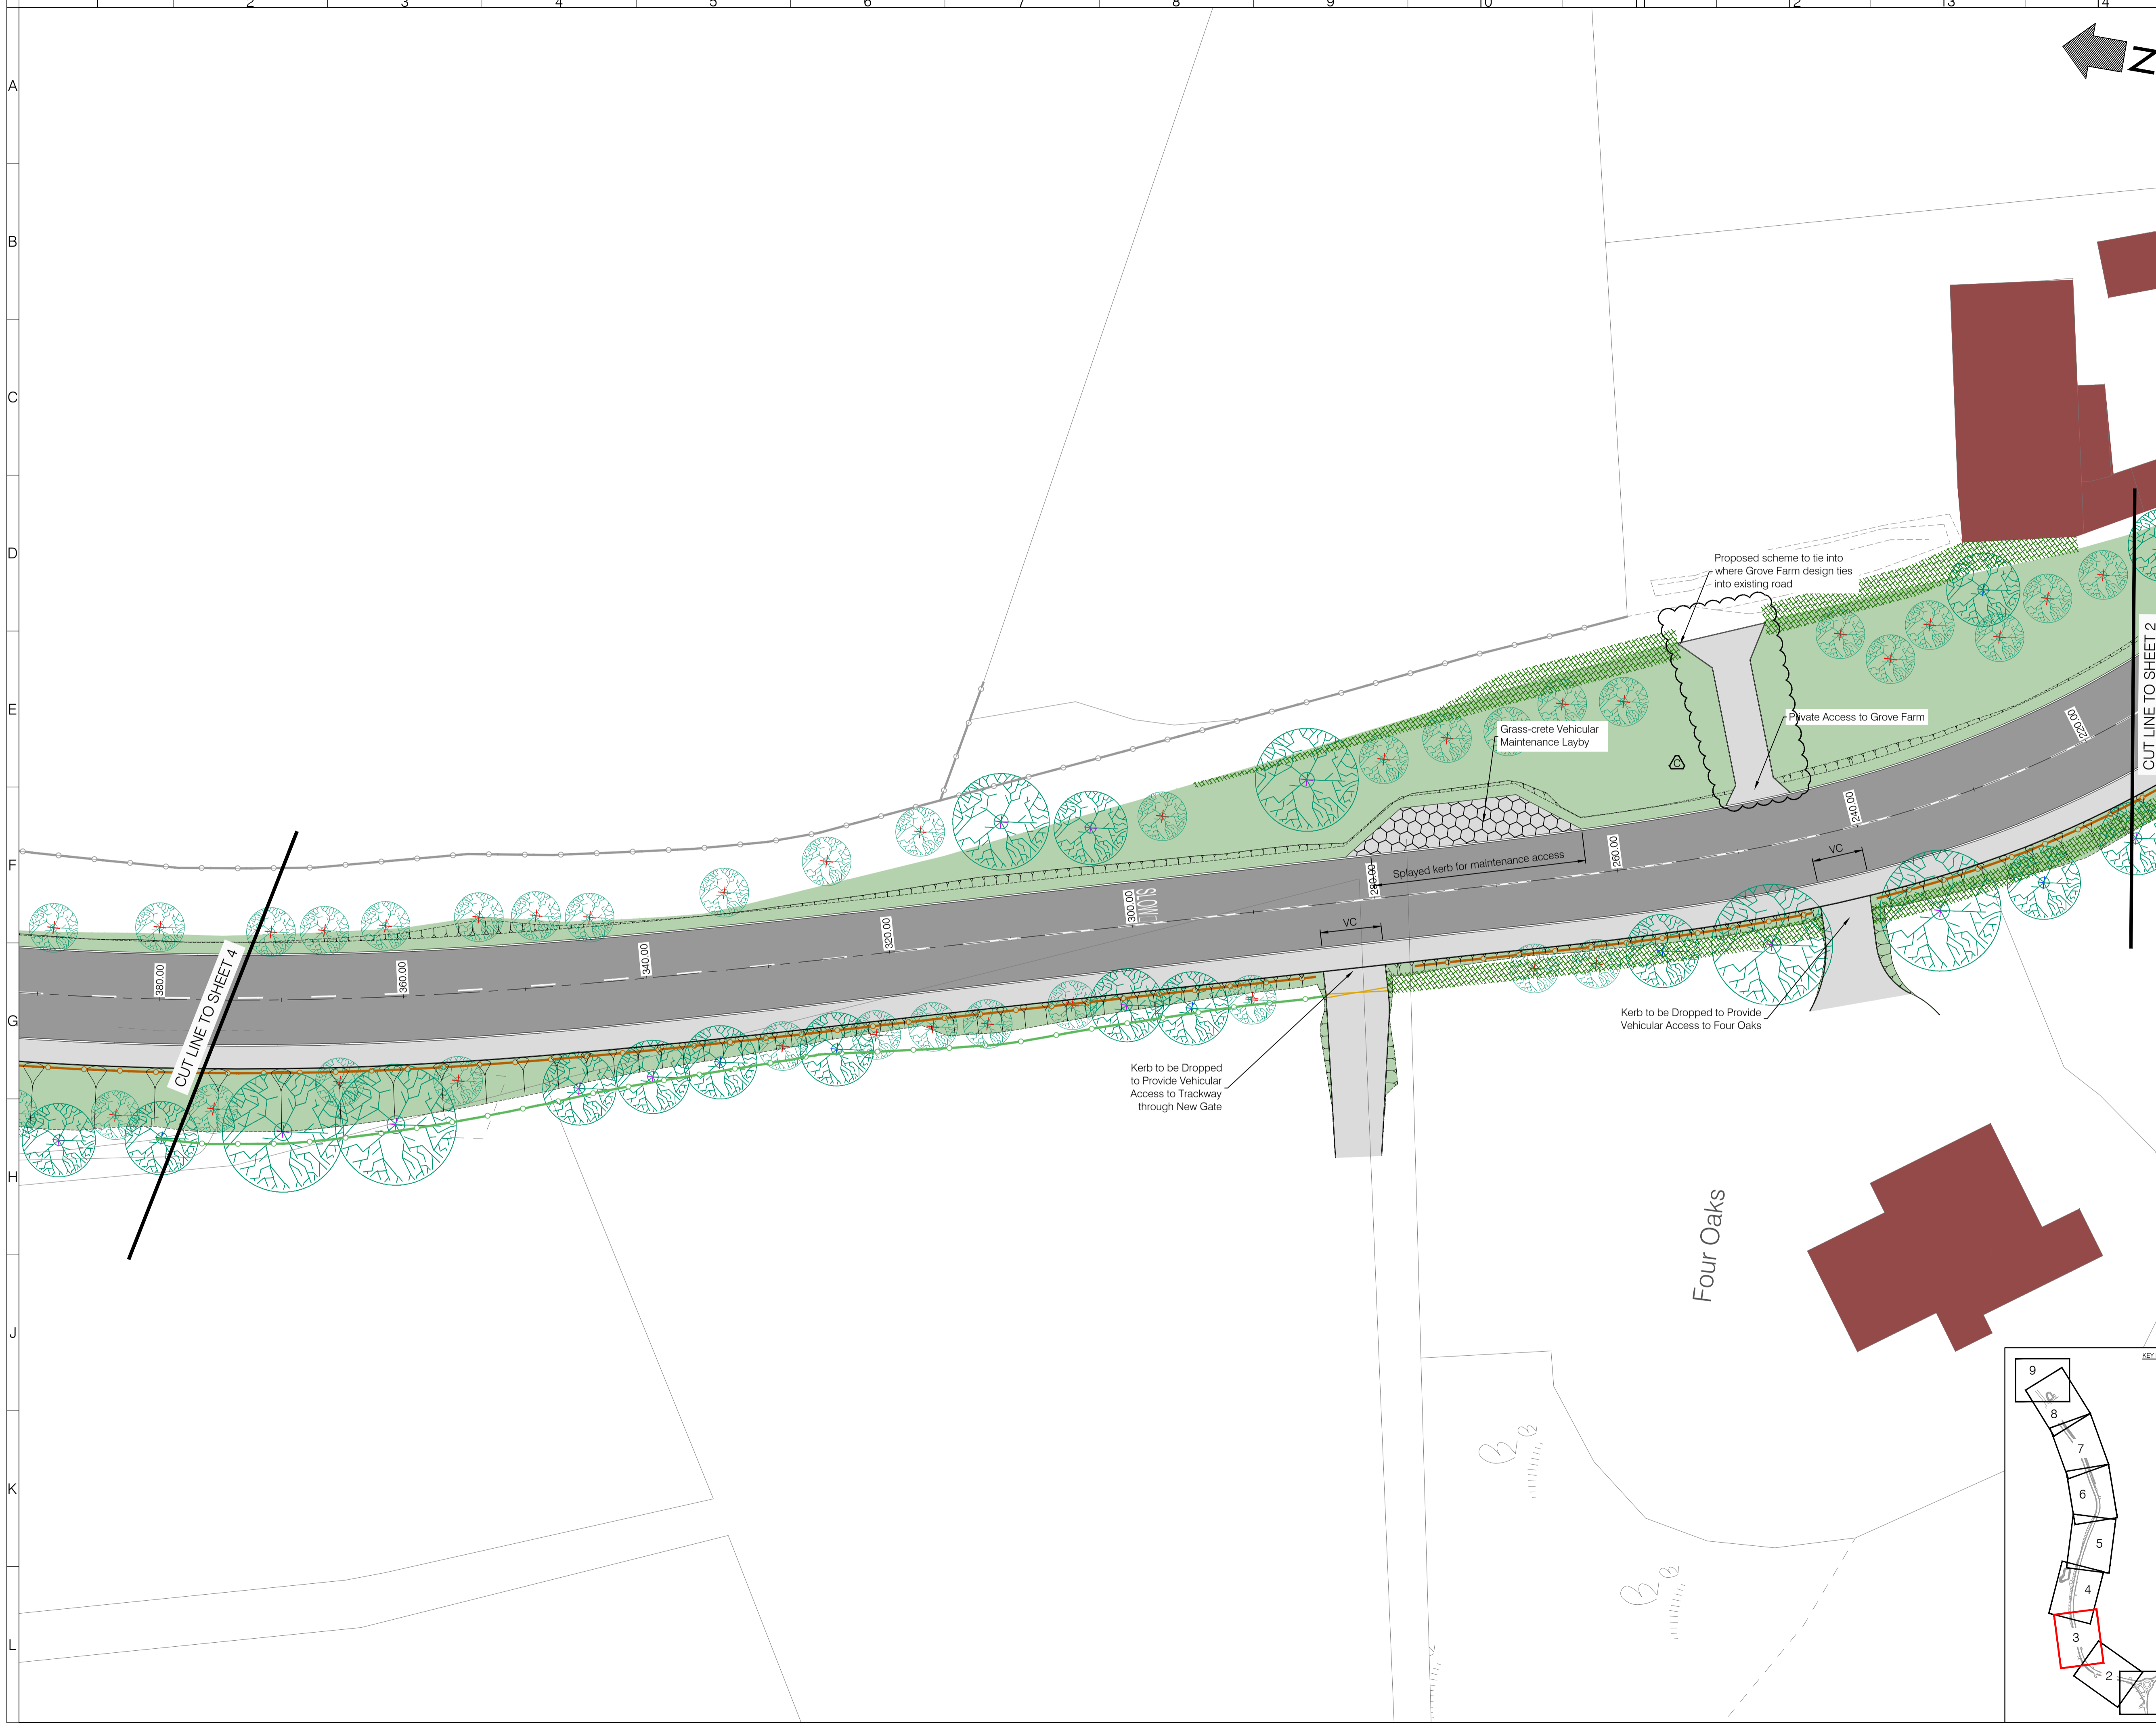 1 2 3 4 5 6 7 8 9 10 11 12 13 14
A
B
C
D
E
F
G
H
J
K
L
N
Proposed scheme to tie into
where Grove Farm design ties
into existing road
CUT LINE TO SHEET 2
Private Access to Grove Farm
Grass-crete Vehicular
Maintenance Layby
C
220.00
240.00
VC
260.00
Splayed kerb for maintenance access
280.00
SLOW
300.00
VC
320.00
340.00
360.00
380.00
CUT LINE TO SHEET 4
Kerb to be Dropped to Provide
Vehicular Access to Four Oaks
Kerb to be Dropped
to Provide Vehicular
Access to Trackway
through New Gate
Four Oaks
KEY
9
8
7
6
5
4
3
2